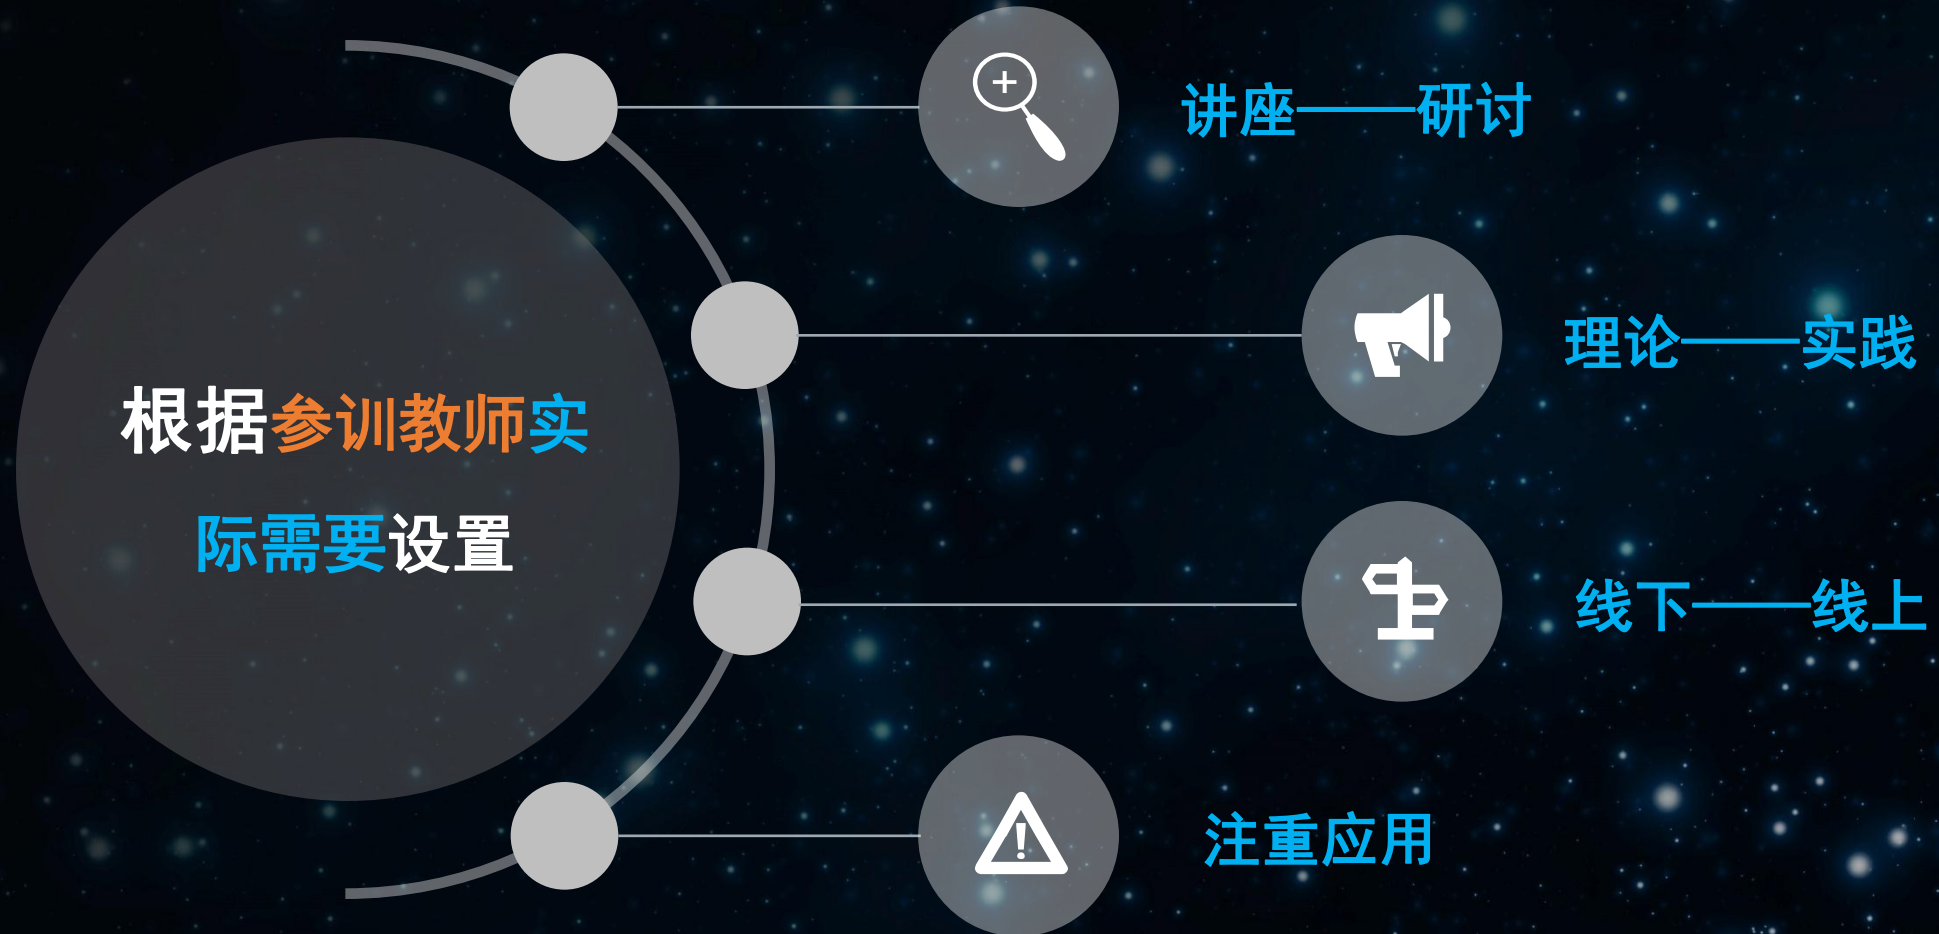 根据参训教师实
际需要设置
讲座——研讨
理论——实践
线下——线上
注重应用